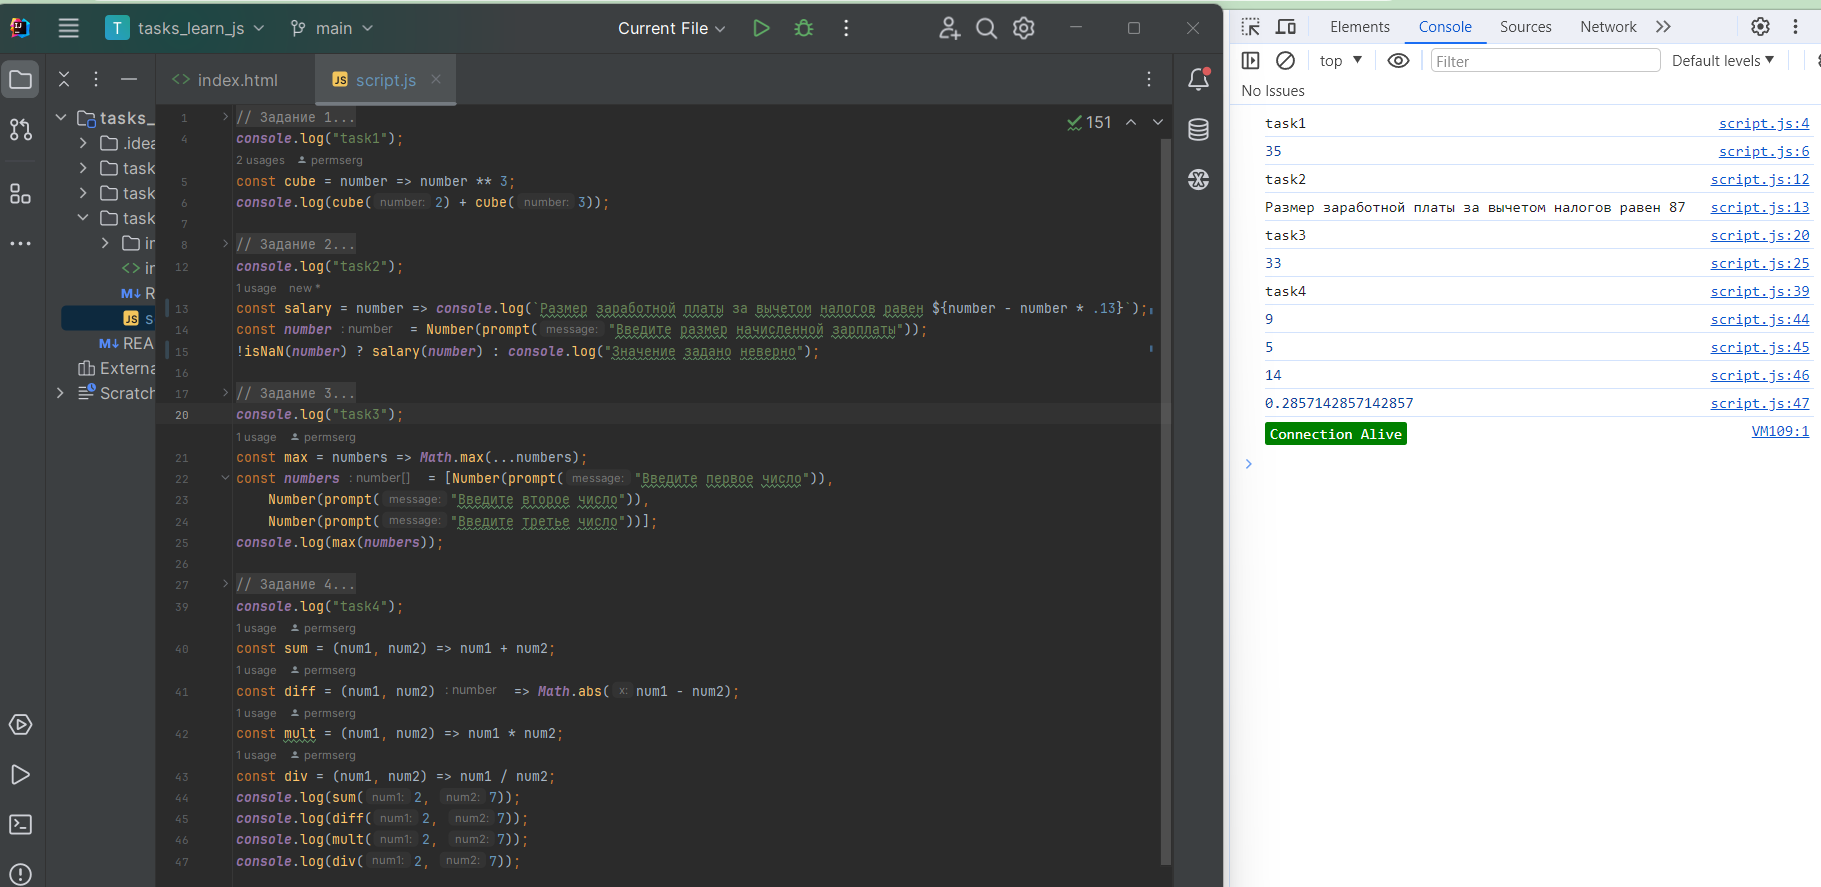 T tasks_learn_js main Current File
index.html script.js
tasks_
.idea
task
task
task
in
in
R
JS s
REA
Externa
Scratch
151
1 // Задание 1...
4 console.log("task1");
2 usages permserg
5 const cube = number => number ** 3;
6 console.log(cube( number: 2) + cube( number: 3));
7
8 // Задание 2...
12 console.log("task2");
1 usage new *
13 const salary = number => console.log(`Размер заработной платы за вычетом налогов равен ${number - number * .13}`);
14 const number : number = Number(prompt( message: "Введите размер начисленной зарплаты"));
15 !isNaN(number) ? salary(number) : console.log("Значение задано неверно");
16
17 // Задание 3...
20 console.log("task3");
1 usage permserg
21 const max = numbers => Math.max(...numbers);
22 const numbers : number[] = [Number(prompt( message: "Введите первое число")),
23 Number(prompt( message: "Введите второе число")),
24 Number(prompt( message: "Введите третье число"))];
25 console.log(max(numbers));
26
27 // Задание 4...
39 console.log("task4");
1 usage permserg
40 const sum = (num1, num2) => num1 + num2;
1 usage permserg
41 const diff = (num1, num2) : number => Math.abs( x: num1 - num2);
1 usage permserg
42 const mult = (num1, num2) => num1 * num2;
1 usage permserg
43 const div = (num1, num2) => num1 / num2;
44 console.log(sum( num1: 2, num2: 7));
45 console.log(diff( num1: 2, num2: 7));
46 console.log(mult( num1: 2, num2: 7));
47 console.log(div( num1: 2, num2: 7));
Elements Console Sources Network
top Filter Default levels
No Issues
task1 script.js:4
35 script.js:6
task2 script.js:12
Размер заработной платы за вычетом налогов равен 87 script.js:13
task3 script.js:20
33 script.js:25
task4 script.js:39
9 script.js:44
5 script.js:45
14 script.js:46
0.2857142857142857 script.js:47
Connection Alive VM109:1